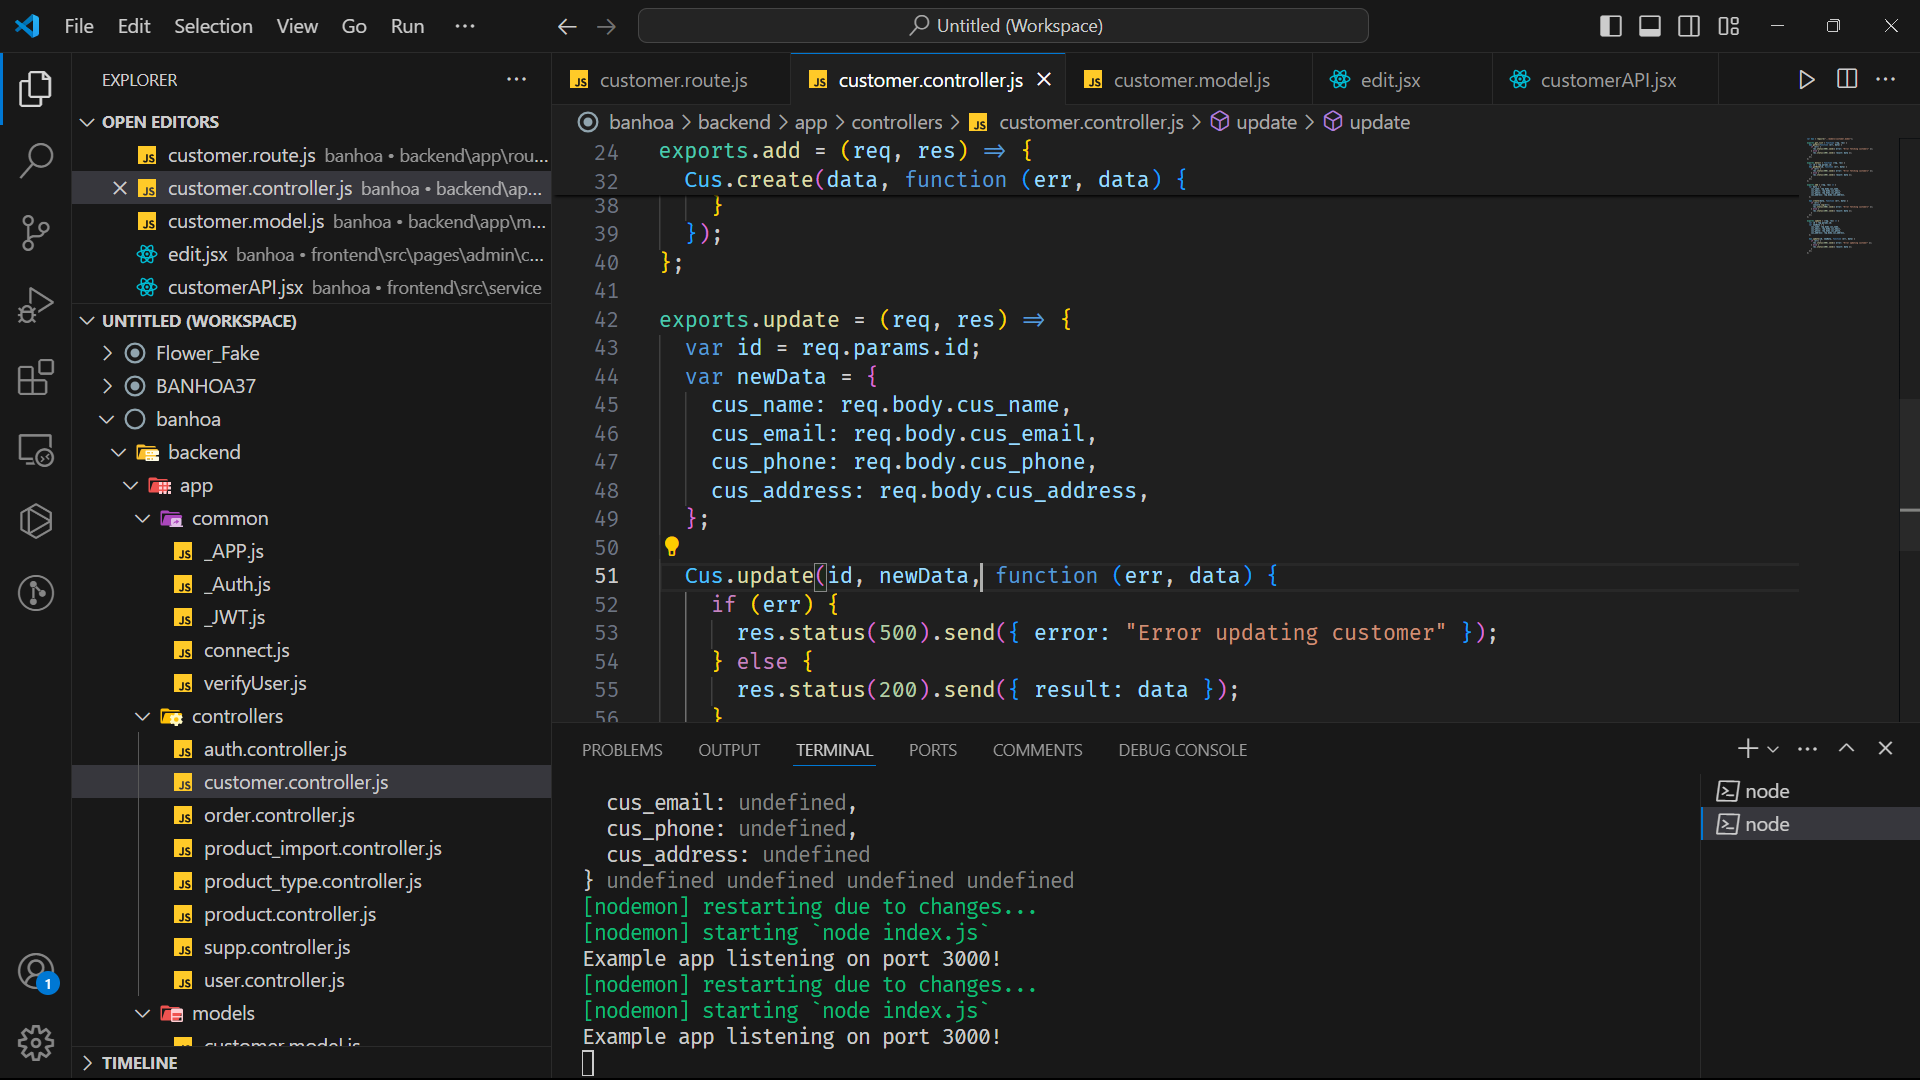 File Edit Selection View Go Run ···
Untitled (Workspace)
EXPLORER
OPEN EDITORS
customer.route.js banhoa • backend\app\rou...
customer.controller.js banhoa • backend\ap...
customer.model.js banhoa • backend\app\m...
edit.jsx banhoa • frontend\src\pages\admin\c...
customerAPI.jsx banhoa • frontend\src\service
UNTITLED (WORKSPACE)
Flower_Fake
BANHOA37
banhoa
backend
app
common
_APP.js
_Auth.js
_JWT.js
connect.js
verifyUser.js
controllers
auth.controller.js
customer.controller.js
order.controller.js
product_import.controller.js
product_type.controller.js
product.controller.js
supp.controller.js
user.controller.js
models
customer.model.js
TIMELINE
1
customer.route.js customer.controller.js customer.model.js edit.jsx customerAPI.jsx
banhoa > backend > app > controllers > customer.controller.js > update > update
24 exports.add = (req, res) => {
32 Cus.create(data, function (err, data) {
38 }
39 });
40 };
41
42 exports.update = (req, res) => {
43 var id = req.params.id;
44 var newData = {
45 cus_name: req.body.cus_name,
46 cus_email: req.body.cus_email,
47 cus_phone: req.body.cus_phone,
48 cus_address: req.body.cus_address,
49 };
50
51 Cus.update(id, newData, function (err, data) {
52 if (err) {
53 res.status(500).send({ error: "Error updating customer" });
54 } else {
55 res.status(200).send({ result: data });
56 }
PROBLEMS OUTPUT TERMINAL PORTS COMMENTS DEBUG CONSOLE
cus_email: undefined,
cus_phone: undefined,
cus_address: undefined
} undefined undefined undefined undefined
[nodemon] restarting due to changes...
[nodemon] starting `node index.js`
Example app listening on port 3000!
[nodemon] restarting due to changes...
[nodemon] starting `node index.js`
Example app listening on port 3000!
node
node